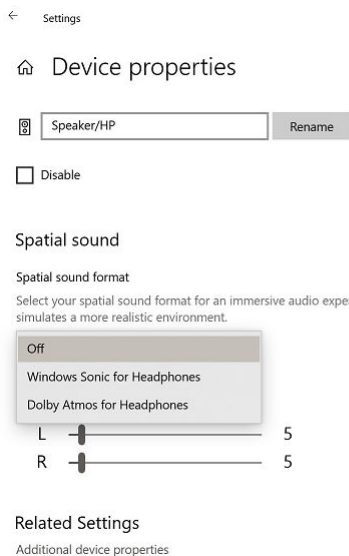 Settings
Device properties
Speaker/HP
Rename
Disable
Spatial sound
Spatial sound format
Select your spatial sound format for an immersive audio expe
simulates a more realistic environment.
Off
Windows Sonic for Headphones
Dolby Atmos for Headphones
L 5
R 5
Related Settings
Additional device properties